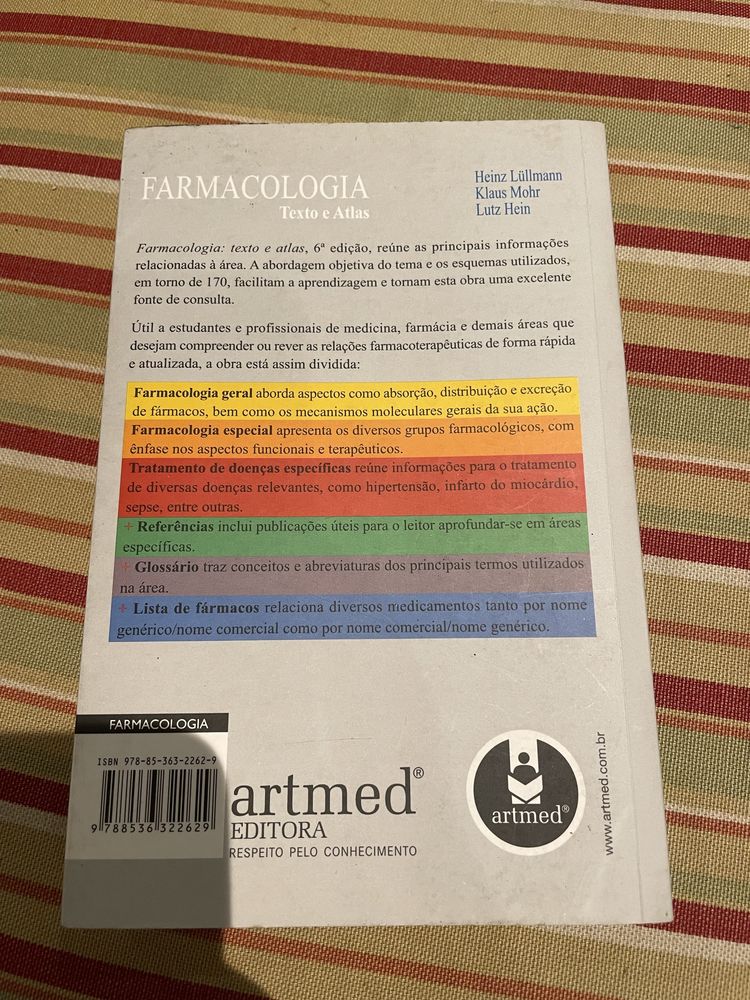 FARMACOLOGIA
Texto e Atlas
Heinz Lüllmann
Klaus Mohr
Lutz Hein
Farmacologia: texto e atlas, 6ª edição, reúne as principais informações
relacionadas à área. A abordagem objetiva do tema e os esquemas utilizados,
em torno de 170, facilitam a aprendizagem e tornam esta obra uma excelente
fonte de consulta.
Útil a estudantes e profissionais de medicina, farmácia e demais áreas que
desejam compreender ou rever as relações farmacoterapêuticas de forma rápida
e atualizada, a obra está assim dividida:
Farmacologia geral aborda aspectos como absorção, distribuição e excreção
de fármacos, bem como os mecanismos moleculares gerais da sua ação.
Farmacologia especial apresenta os diversos grupos farmacológicos, com
ênfase nos aspectos funcionais e terapêuticos.
Tratamento de doenças específicas reúne informações para o tratamento
de diversas doenças relevantes, como hipertensão, infarto do miocárdio,
sepse, entre outras.
+ Referências inclui publicações úteis para o leitor aprofundar-se em áreas
específicas.
+ Glossário traz conceitos e abreviaturas dos principais termos utilizados
na área.
+ Lista de fármacos relaciona diversos medicamentos tanto por nome
genérico/nome comercial como por nome comercial/nome genérico.
FARMACOLOGIA
ISBN 978-85-363-2262-9
9 788536 322629
artmed®
EDITORA
RESPEITO PELO CONHECIMENTO
artmed®
www.artmed.com.br